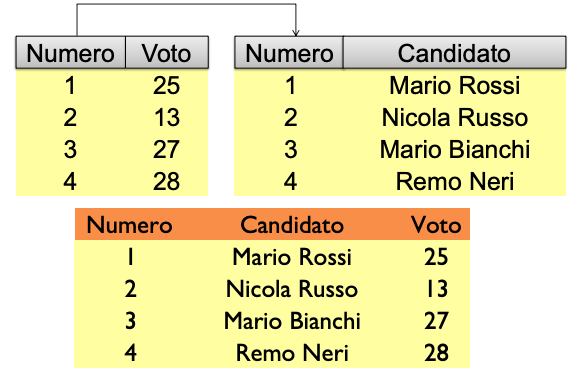 Numero Voto
1 25
2 13
3 27
4 28
Numero Candidato
1 Mario Rossi
2 Nicola Russo
3 Mario Bianchi
4 Remo Neri
Numero Candidato Voto
1 Mario Rossi 25
2 Nicola Russo 13
3 Mario Bianchi 27
4 Remo Neri 28